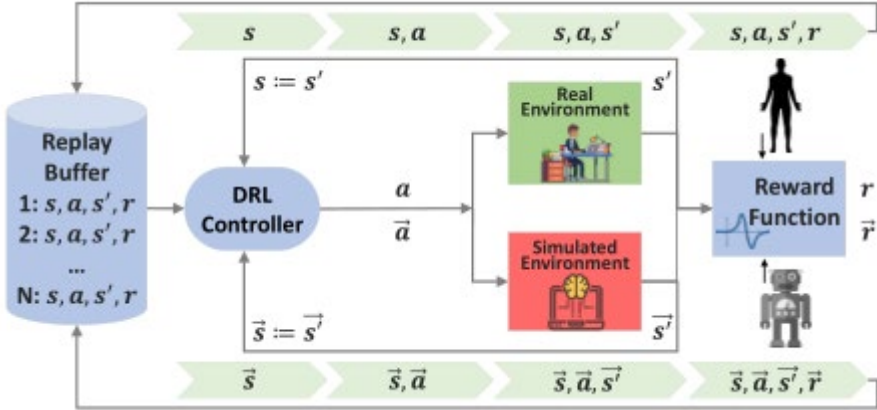 s
s, a
s, a, s′
s, a, s′, r
s := s′
Real
Environment
s′
Replay
Buffer
1: s, a, s′, r
2: s, a, s′, r
...
N: s, a, s′, r
DRL
Controller
a
a⃗
Reward
Function
r
r⃗
Simulated
Environment
s⃗ := s⃗′
s⃗′
s⃗
s⃗, a⃗
s⃗, a⃗, s⃗′
s⃗, a⃗, s⃗′, r⃗